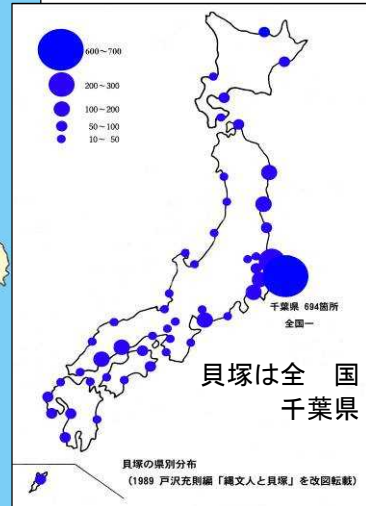 600～700
200～300
100～200
50～100
10～ 50
千葉県 694箇所
全国一
貝塚は全　国
千葉県
貝塚の県別分布
(1989 戸沢充則編「縄文人と貝塚」を改図転載)